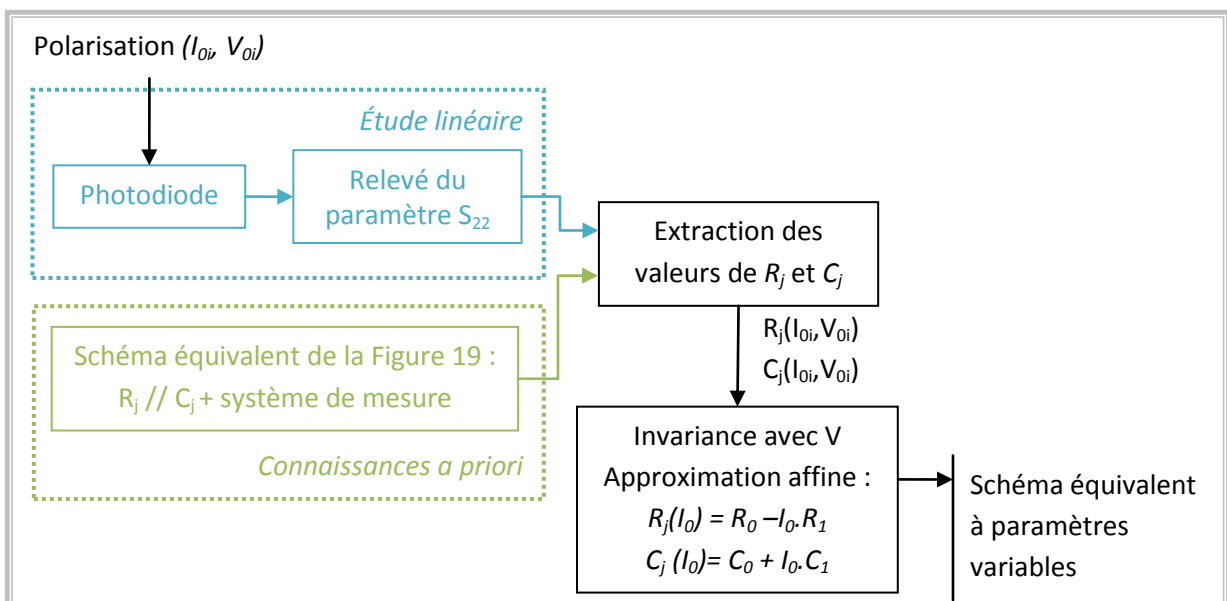 Polarisation (I0i, V0i)
Étude linéaire
Photodiode
Relevé du
paramètre S22
Extraction des
valeurs de Rj et Cj
Schéma équivalent de la Figure 19 :
Rj // Cj + système de mesure
Connaissances a priori
Rj(I0i,V0i)
Cj(I0i,V0i)
Invariance avec V
Approximation affine :
Rj(I0) = R0 –I0.R1
Cj (I0)= C0 + I0.C1
Schéma équivalent
à paramètres
variables